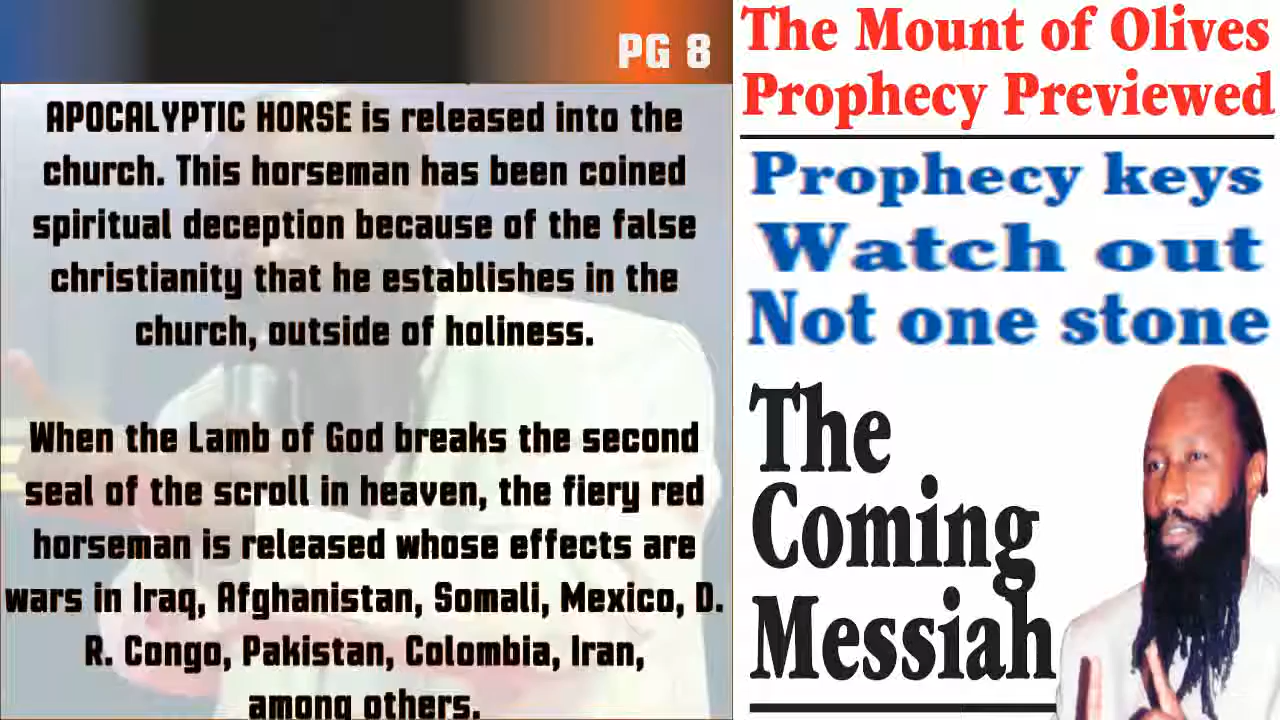 PG 8
APOCALYPTIC HORSE is released into the
church. This horseman has been coined
spiritual deception because of the false
christianity that he establishes in the
church, outside of holiness.
When the Lamb of God breaks the second
seal of the scroll in heaven, the fiery red
horseman is released whose effects are
wars in Iraq, Afghanistan, Somali, Mexico, D.
R. Congo, Pakistan, Colombia, Iran,
among others.
The Mount of Olives
Prophecy Previewed
Prophecy keys
Watch out
Not one stone
The
Coming
Messiah